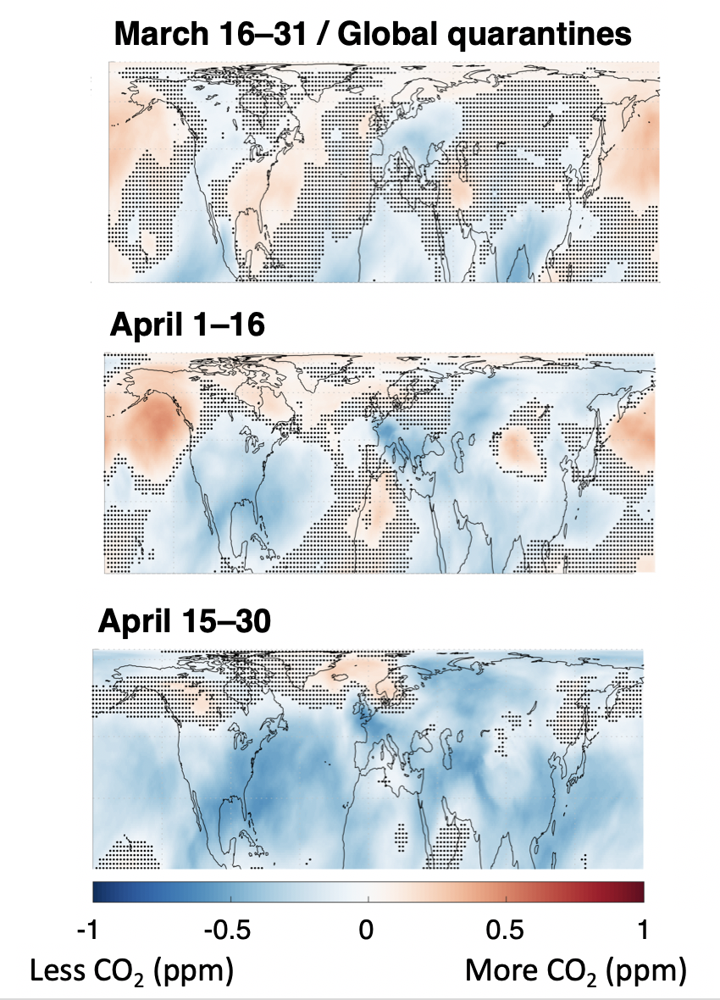 March 16–31 / Global quarantines
April 1–16
April 15–30
-1 -0.5 0 0.5 1
Less CO₂ (ppm) More CO₂ (ppm)